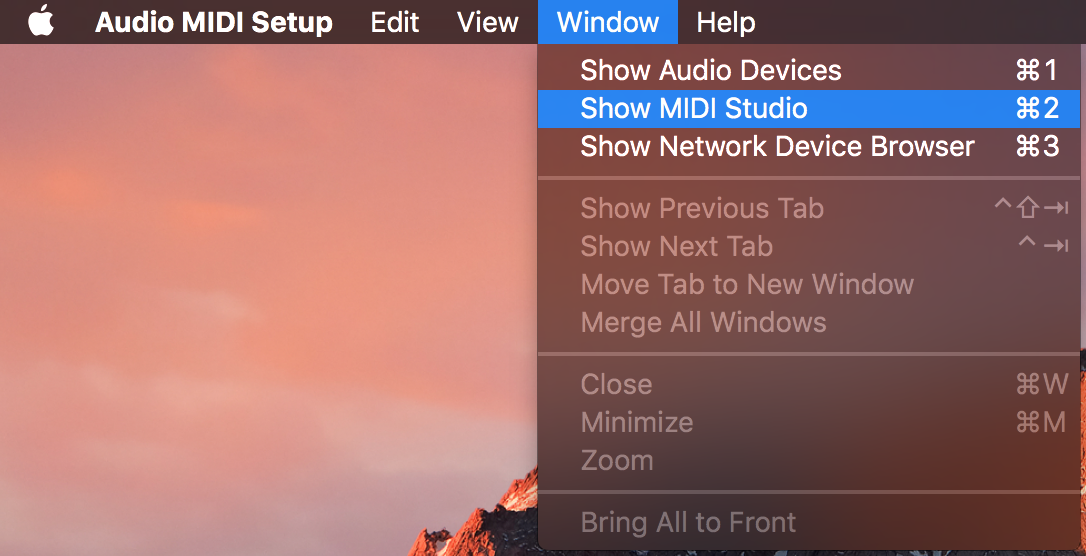 Audio MIDI Setup Edit View Window Help
Show Audio Devices ⌘1
Show MIDI Studio ⌘2
Show Network Device Browser ⌘3
Show Previous Tab ^⇧⇥
Show Next Tab ^⇥
Move Tab to New Window
Merge All Windows
Close ⌘W
Minimize ⌘M
Zoom
Bring All to Front